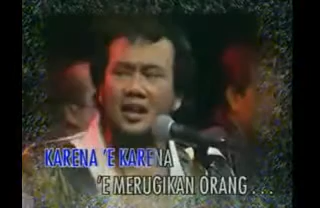 KARENA 'E KARENA
'E MERUGIKAN ORANG . . .